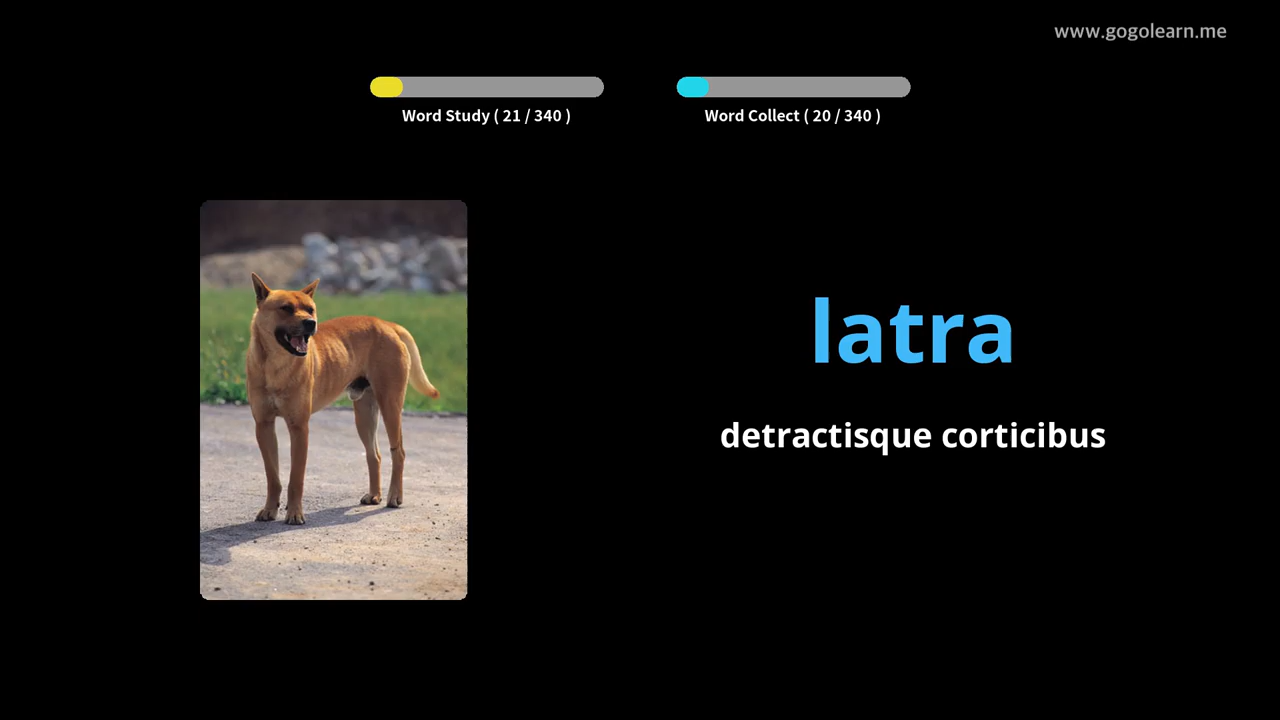 www.gogolearn.me
Word Study ( 21 / 340 )
Word Collect ( 20 / 340 )
latra
detractisque corticibus